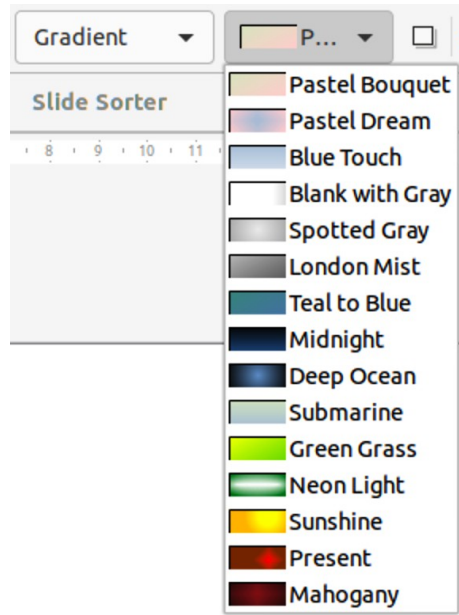 Gradient
P...
Slide Sorter
8 9 10 11
Pastel Bouquet
Pastel Dream
Blue Touch
Blank with Gray
Spotted Gray
London Mist
Teal to Blue
Midnight
Deep Ocean
Submarine
Green Grass
Neon Light
Sunshine
Present
Mahogany